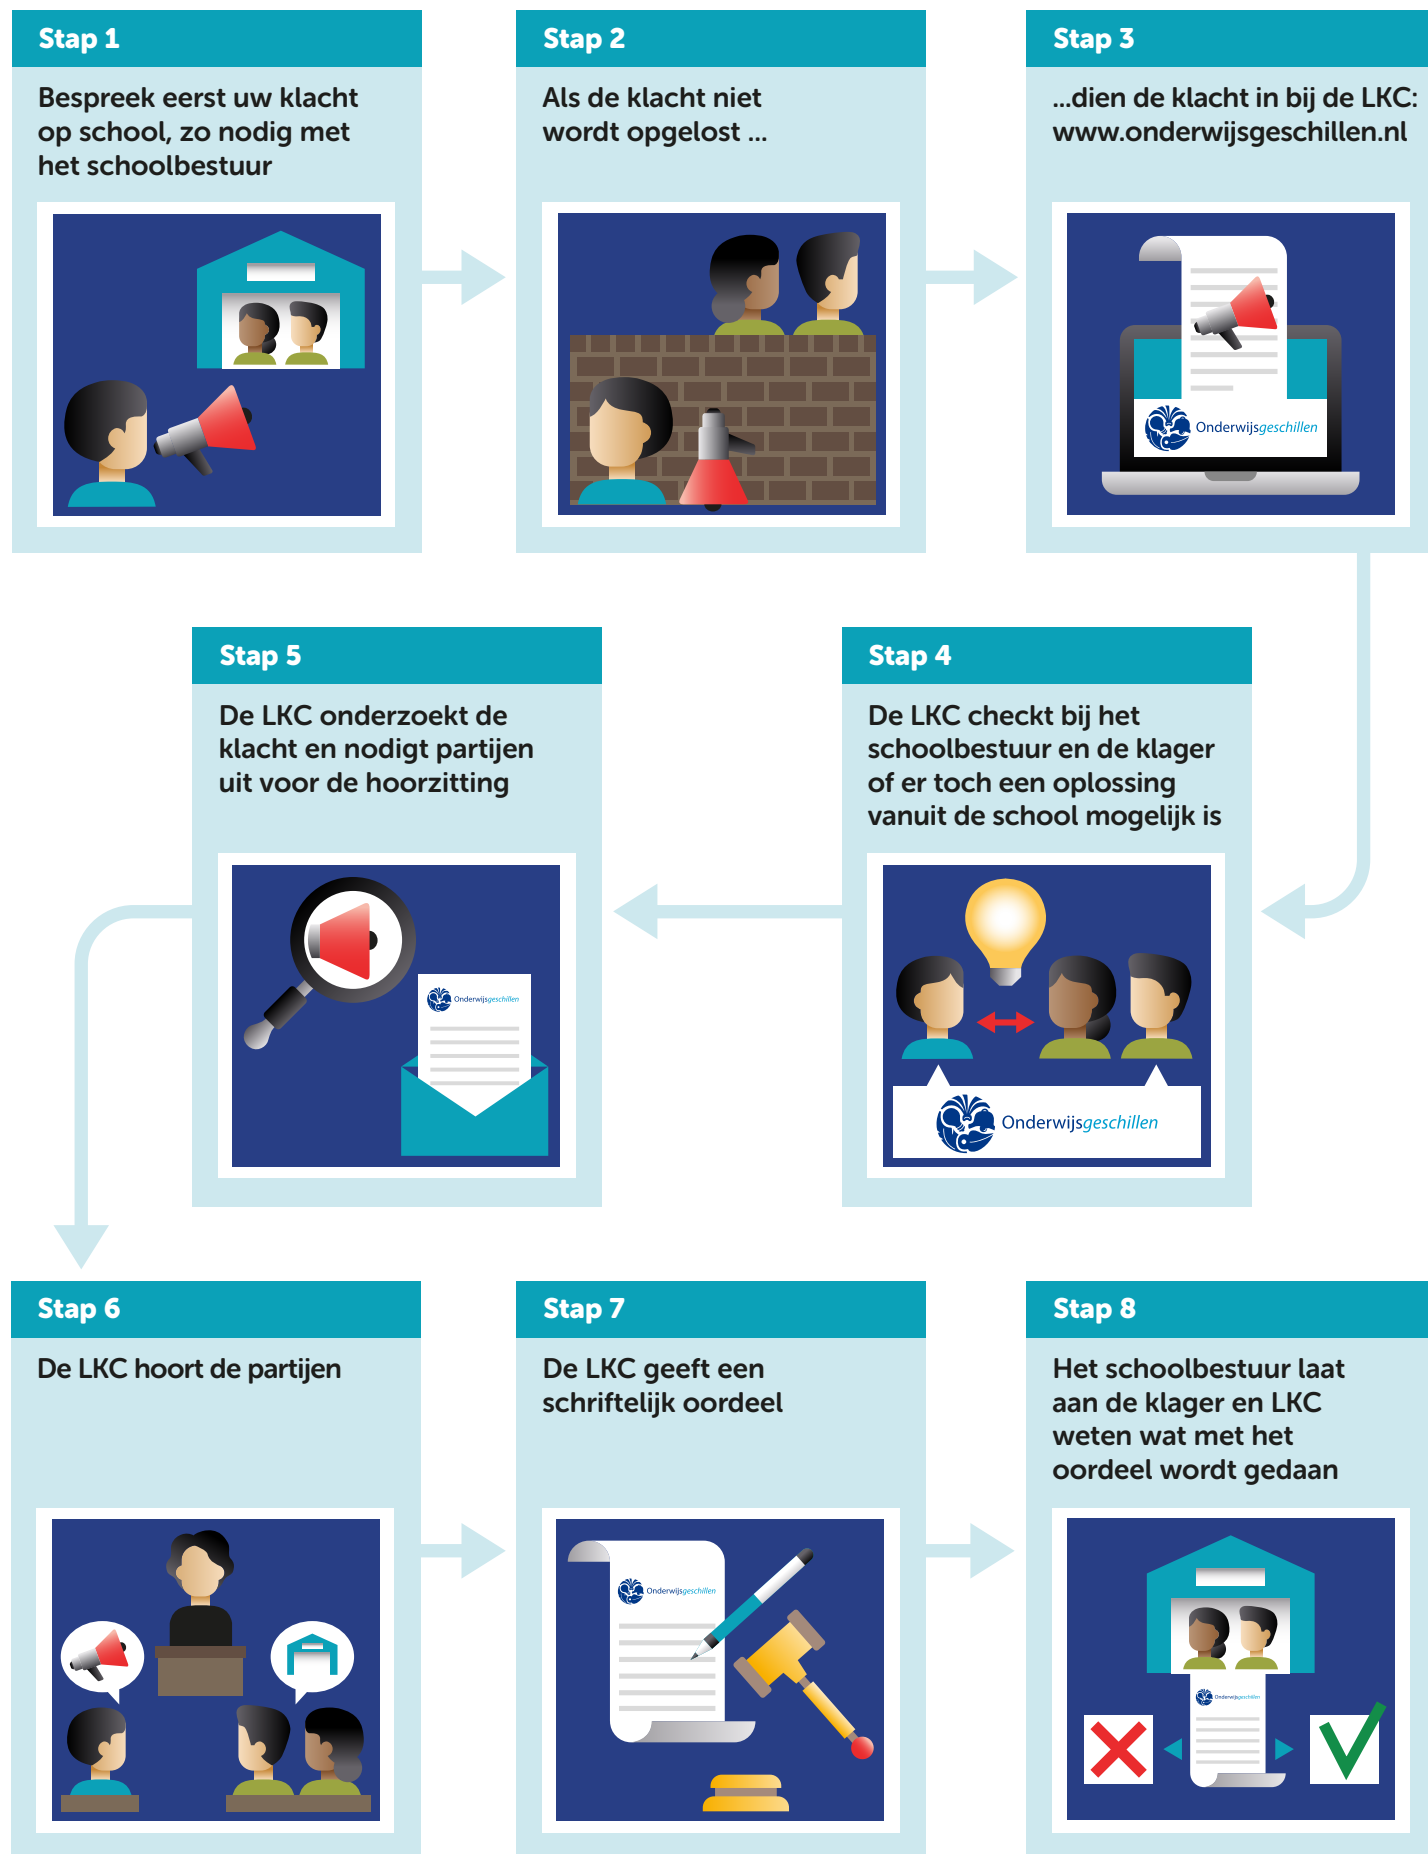 Stap 1
Bespreek eerst uw klacht
op school, zo nodig met
het schoolbestuur
Stap 2
Als de klacht niet
wordt opgelost ...
Stap 3
...dien de klacht in bij de LKC:
www.onderwijsgeschillen.nl
Onderwijsgeschillen
Stap 4
De LKC checkt bij het
schoolbestuur en de klager
of er toch een oplossing
vanuit de school mogelijk is
Onderwijsgeschillen
Stap 5
De LKC onderzoekt de
klacht en nodigt partijen
uit voor de hoorzitting
Onderwijsgeschillen
Stap 6
De LKC hoort de partijen
Stap 7
De LKC geeft een
schriftelijk oordeel
Onderwijsgeschillen
Stap 8
Het schoolbestuur laat
aan de klager en LKC
weten wat met het
oordeel wordt gedaan
Onderwijsgeschillen